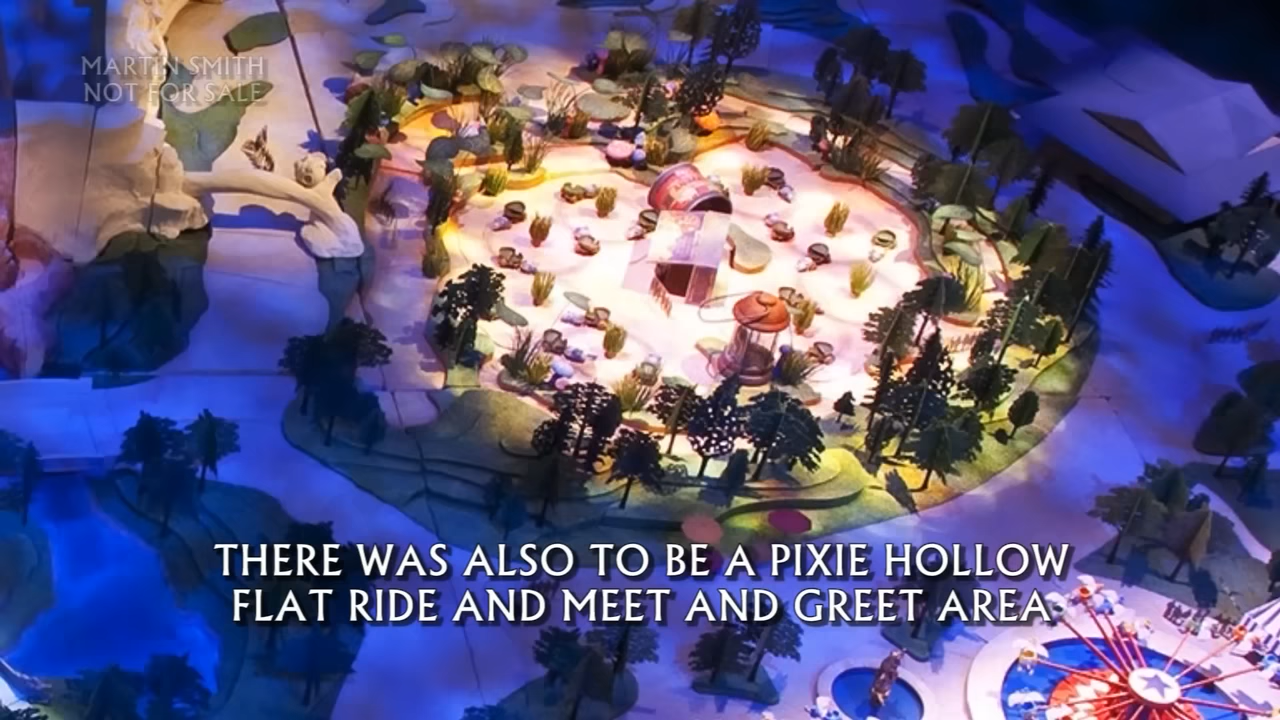 MARTIN SMITH
NOT FOR SALE
THERE WAS ALSO TO BE A PIXIE HOLLOW
FLAT RIDE AND MEET AND GREET AREA